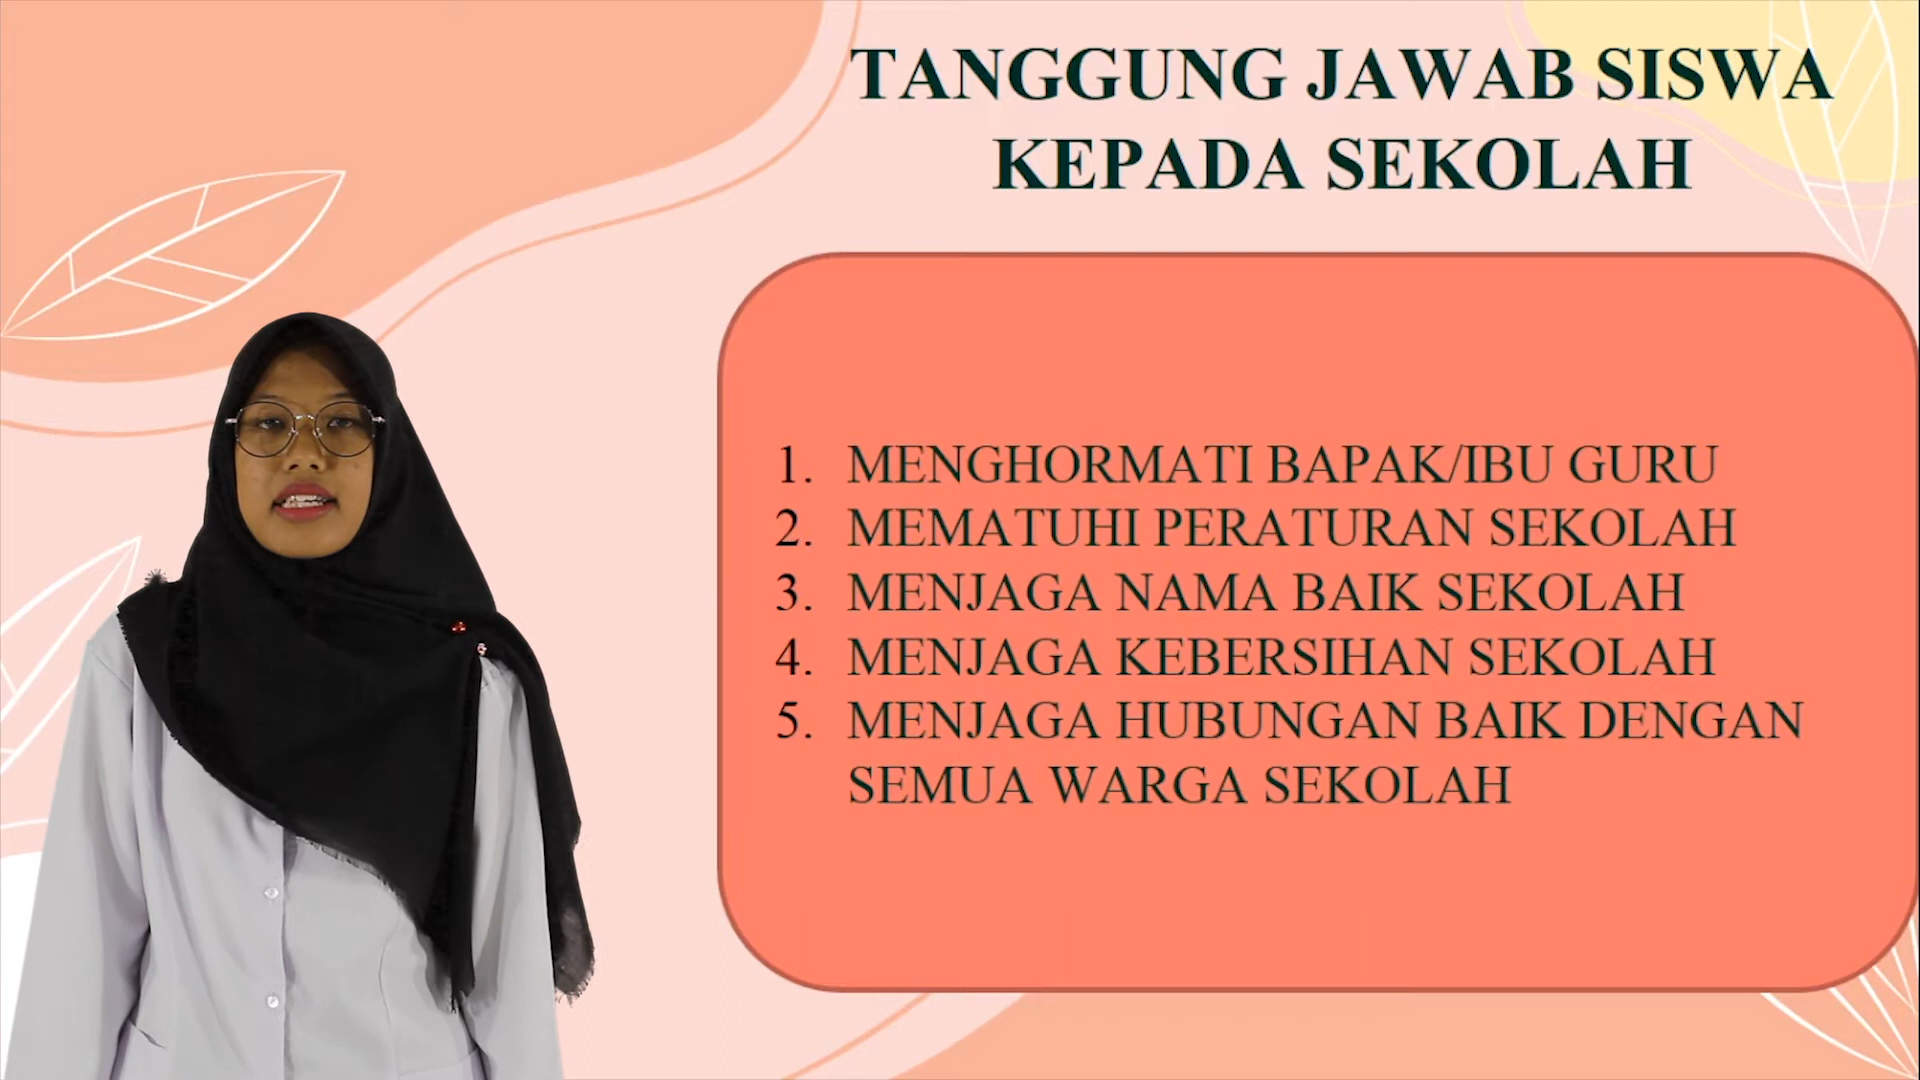 TANGGUNG JAWAB SISWA
KEPADA SEKOLAH
1. MENGHORMATI BAPAK/IBU GURU
2. MEMATUHI PERATURAN SEKOLAH
3. MENJAGA NAMA BAIK SEKOLAH
4. MENJAGA KEBERSIHAN SEKOLAH
5. MENJAGA HUBUNGAN BAIK DENGAN
SEMUA WARGA SEKOLAH